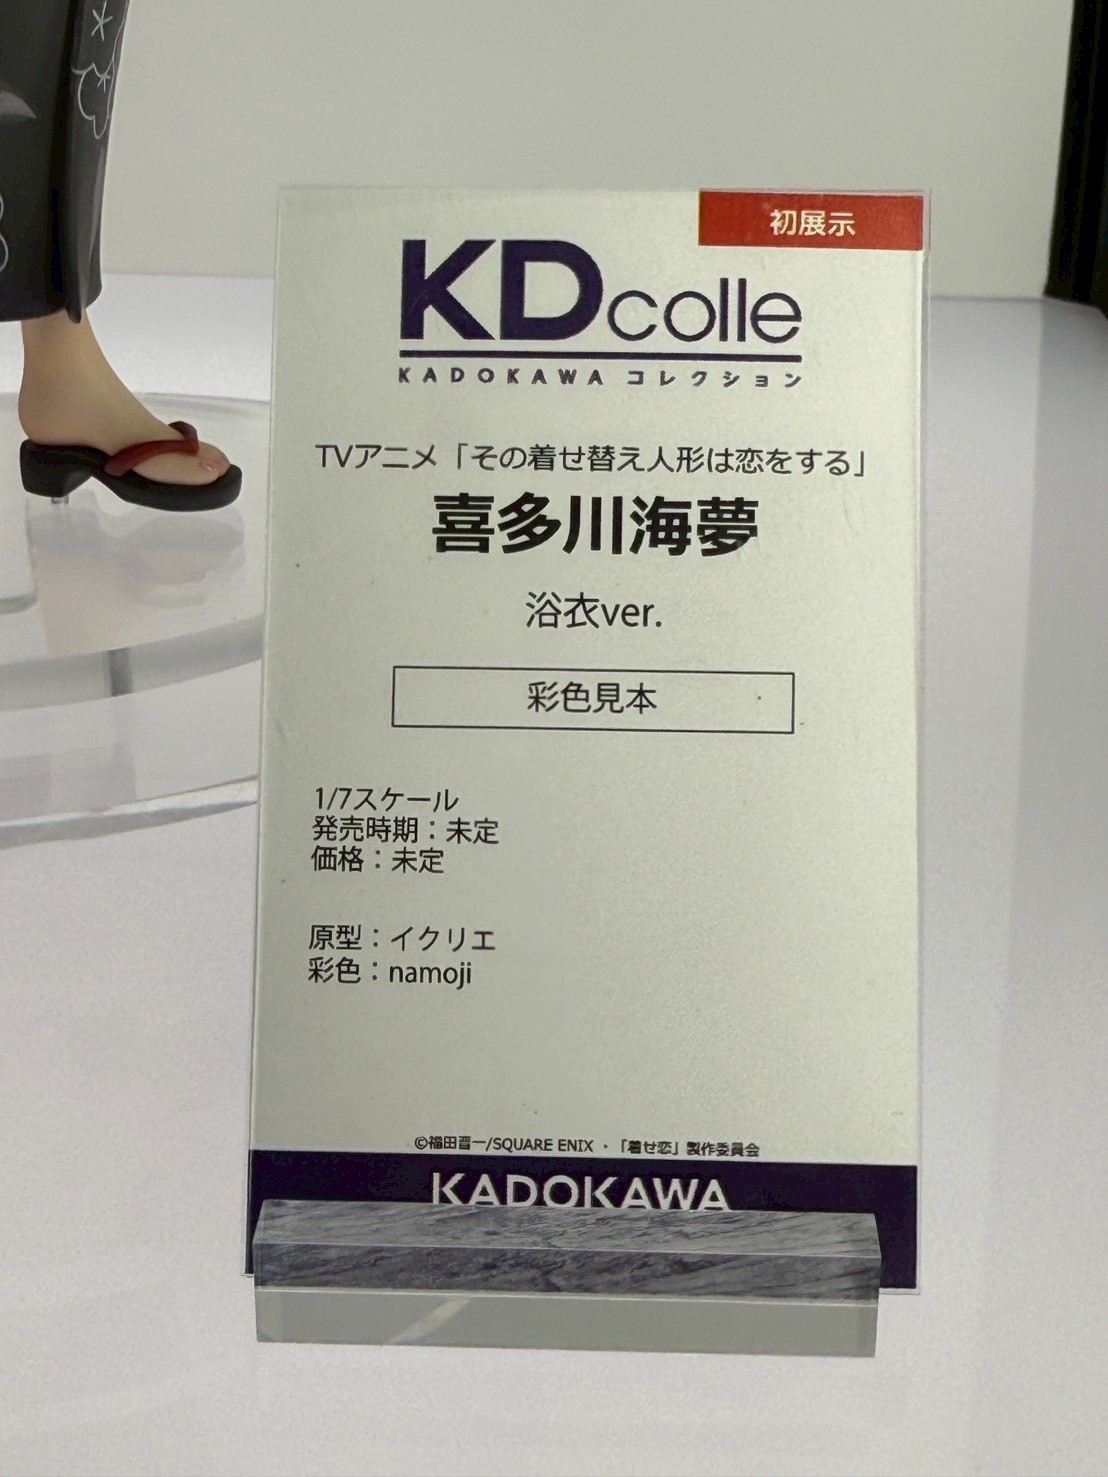 初展示
KDcolle
KADOKAWA コレクション
TVアニメ「その着せ替え人形は恋をする」
喜多川海夢
浴衣ver.
彩色見本
1/7スケール
発売時期：未定
価格：未定
原型：イクリエ
彩色：namoji
©福田晋一/SQUARE ENIX ・「着せ恋」製作委員会
KADOKAWA